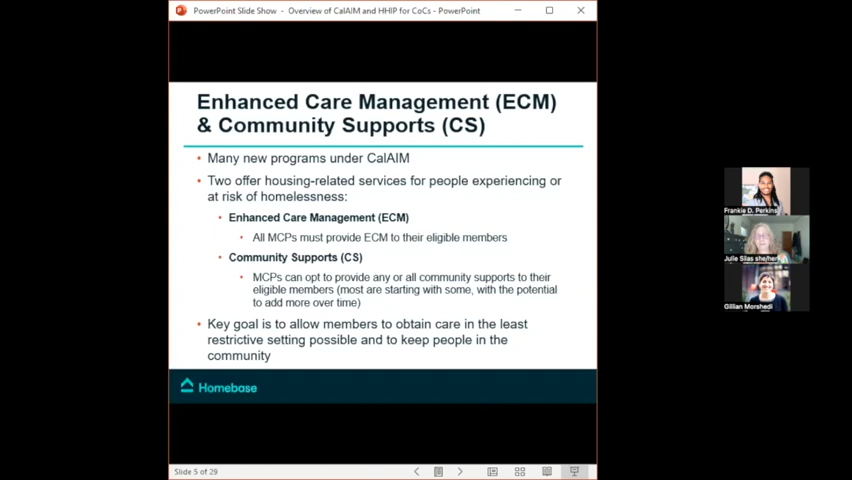 PowerPoint Slide Show - Overview of CalAIM and HHIP for CoCs - PowerPoint
Enhanced Care Management (ECM)
& Community Supports (CS)
• Many new programs under CalAIM
• Two offer housing-related services for people experiencing or
at risk of homelessness:
• Enhanced Care Management (ECM)
• All MCPs must provide ECM to their eligible members
• Community Supports (CS)
• MCPs can opt to provide any or all community supports to their
eligible members (most are starting with some, with the potential
to add more over time)
• Key goal is to allow members to obtain care in the least
restrictive setting possible and to keep people in the
community
Homebase
Slide 5 of 29
Frankie D. Perkins
Julie Silas she/her
Gillian Morshedi